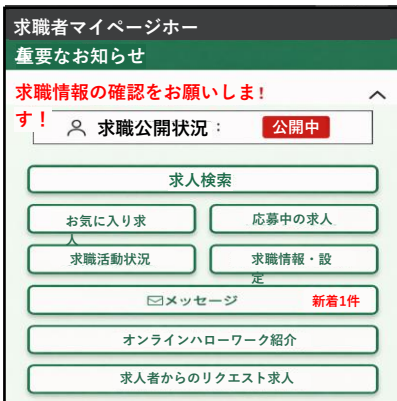 求職者マイページホー
重要なお知らせ
求職情報の確認をお願いしま!
す!
求職公開状況： 公開中
求人検索
お気に入り求
人
応募中の求人
求職活動状況
求職情報・設
定
メッセージ 新着1件
オンラインハローワーク紹介
求人者からのリクエスト求人